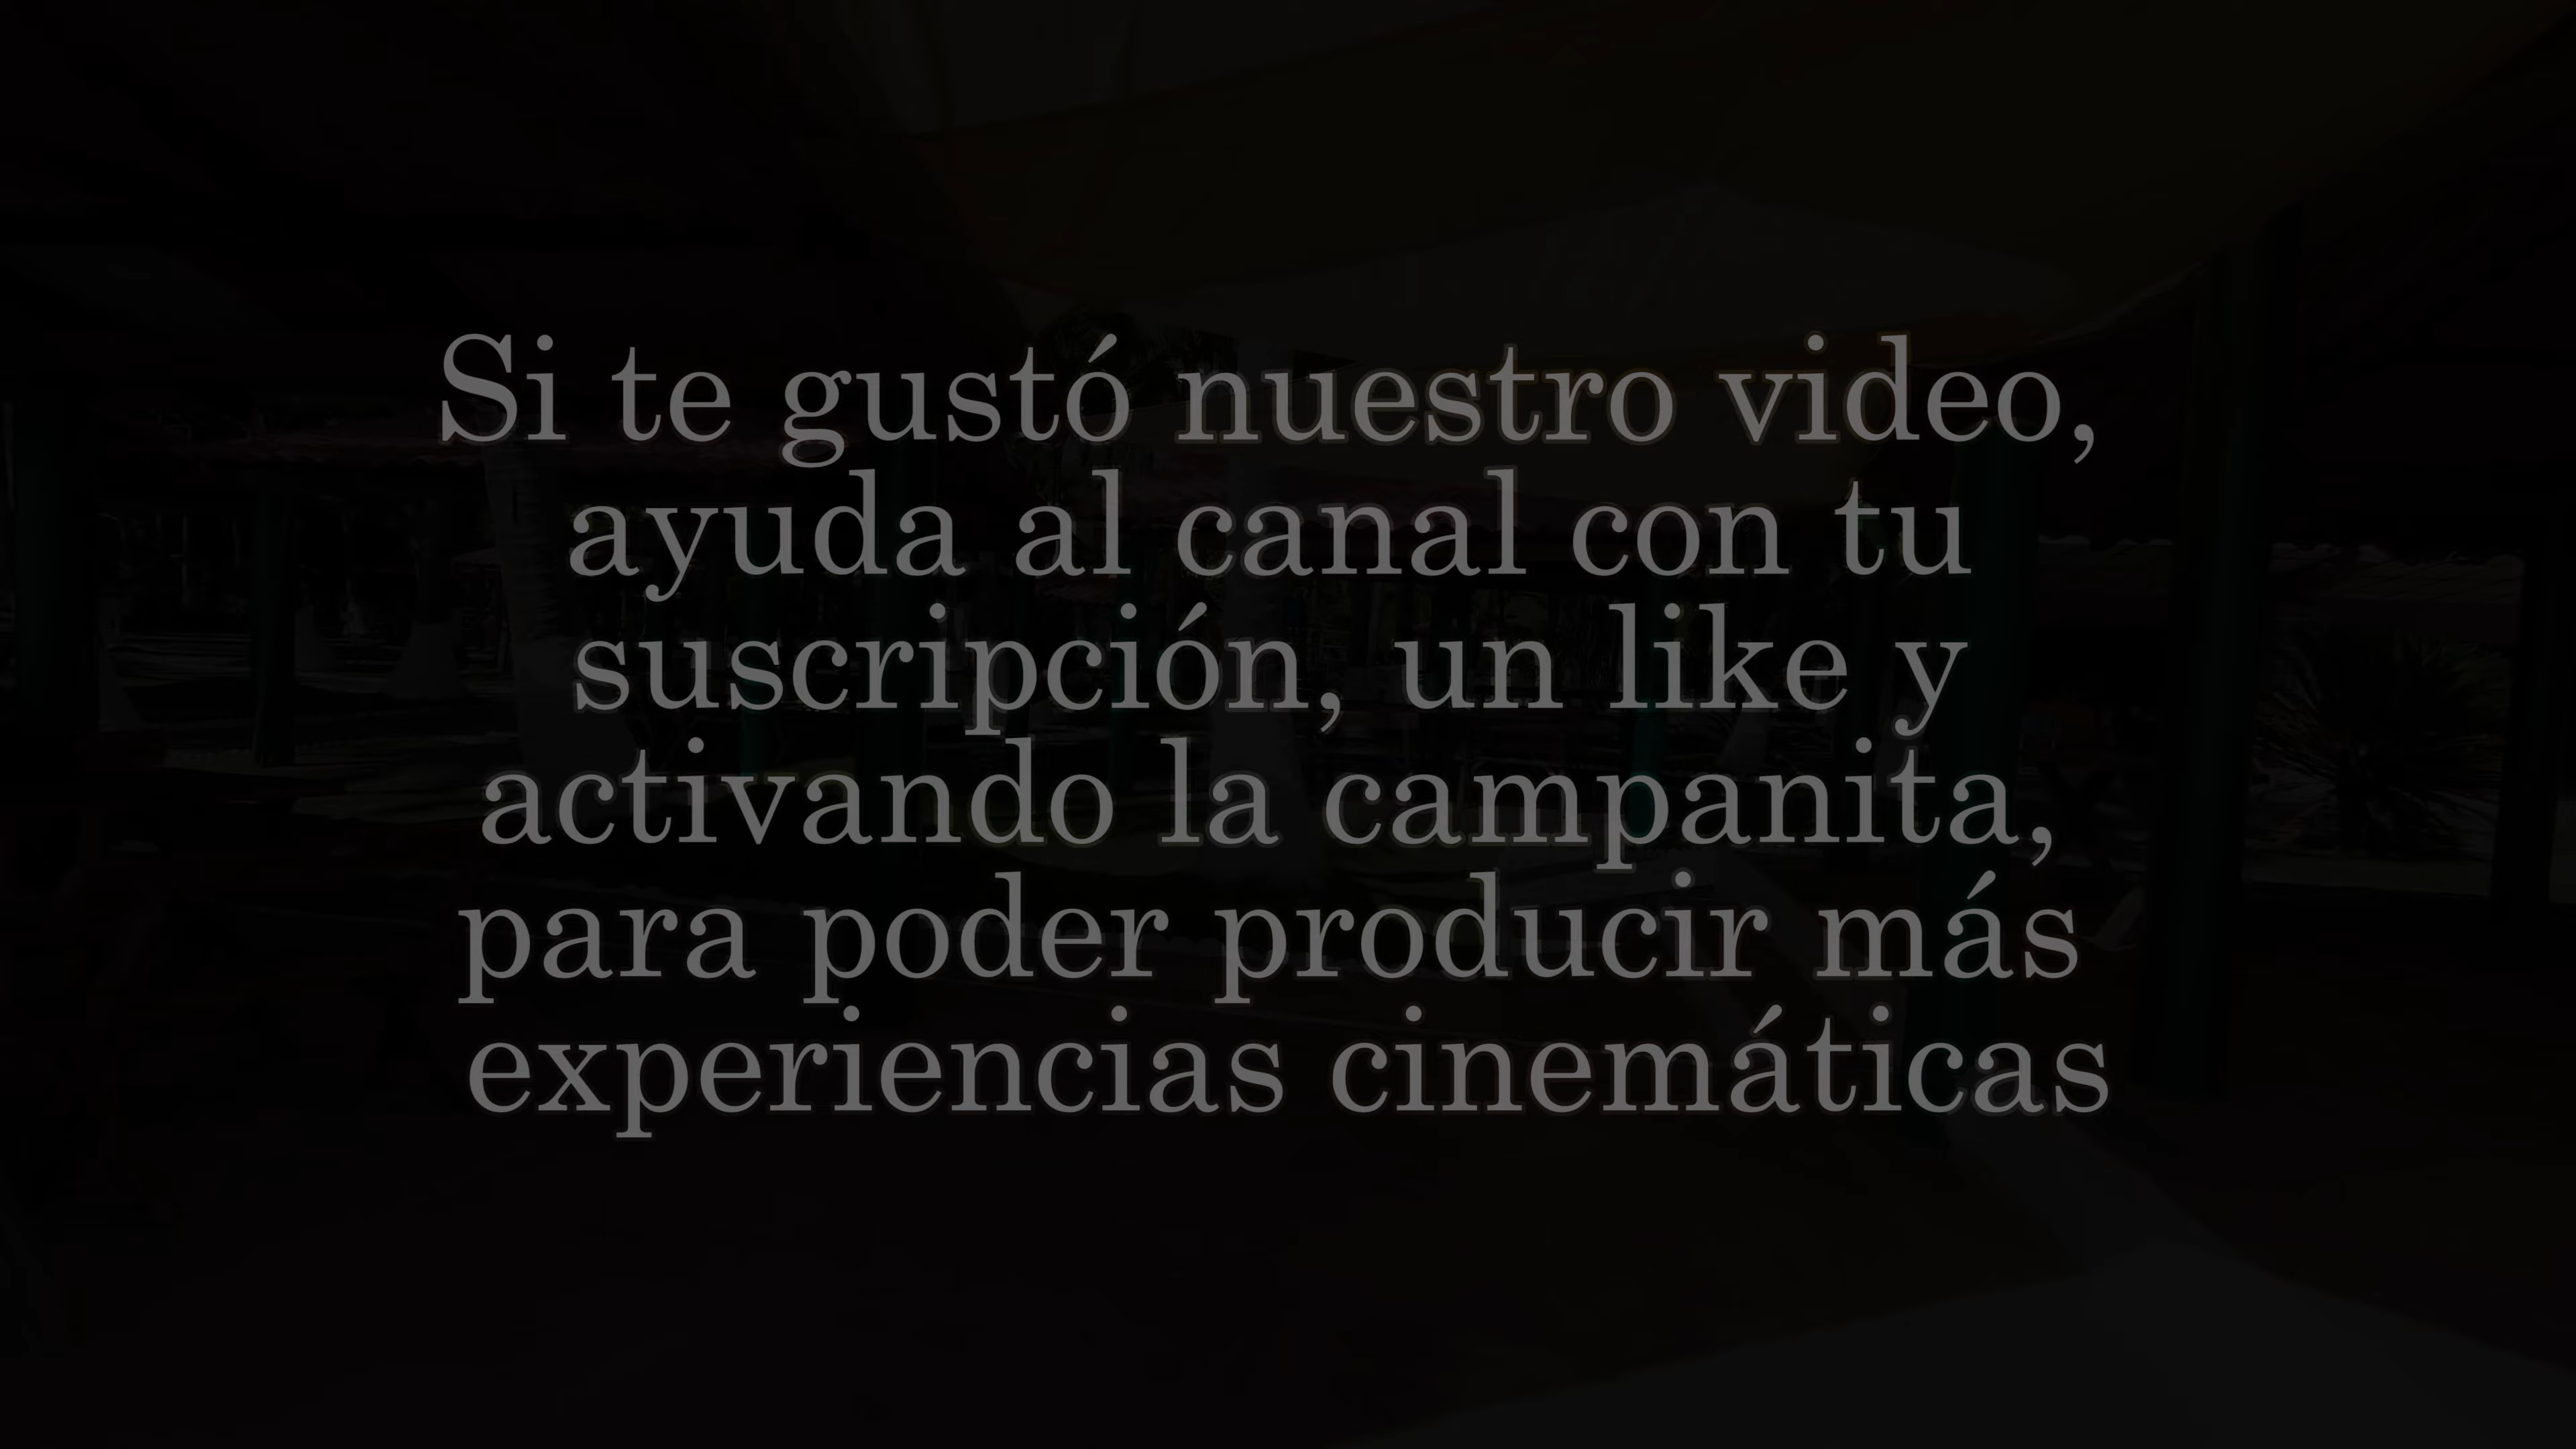 Si te gustó nuestro video,
ayuda al canal con tu
suscripción, un like y
activando la campanita,
para poder producir más
experiencias cinemáticas